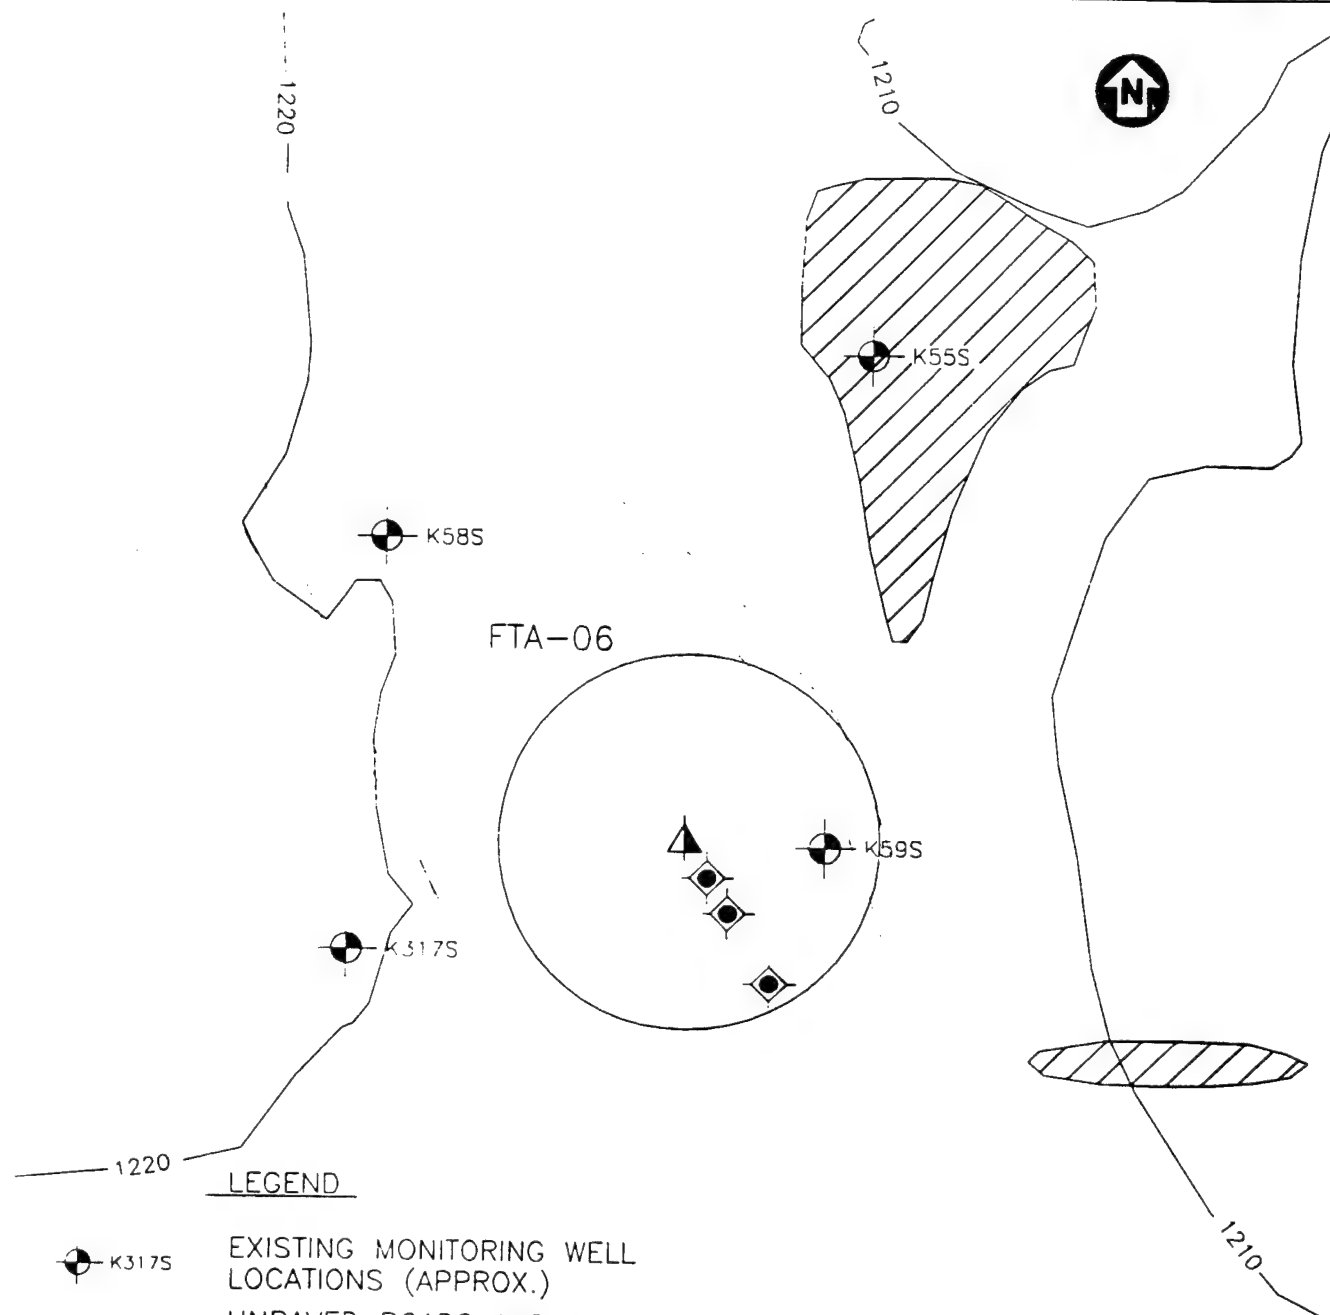 1220
1210
N
K55S
K58S
FTA-06
K59S
K317S
1220
LEGEND
1210
K317S
EXISTING MONITORING WELL
LOCATIONS (APPROX.)